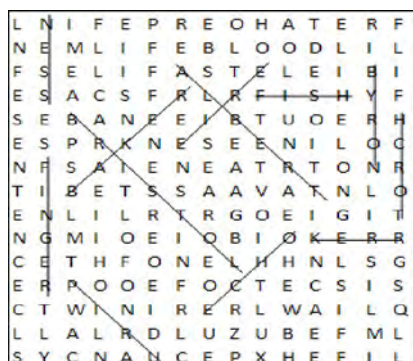 L N I F E P R E O H A T E R F
N E M L I F E B L O O D L I L
F S E L I F A S T E L E I B I
E S A C S F R L R F I S H Y F
S E B A N E E I B T U O E R H
E S P R K N E S E E N I L O C
N F S A I E N E A T R T O N R
T I B E T S S A A V A T N L O
E N L I L R T R G O E I G I T
N G M I O E I O B I O K E R R
C E T H F O N E L H H N L S G
E R P O O E F O C T E C S I S
C T W I N I R E R L W A I L Q
L L A L R D L U Z U B E F M L
S Y C N A N C E P X H E F I L